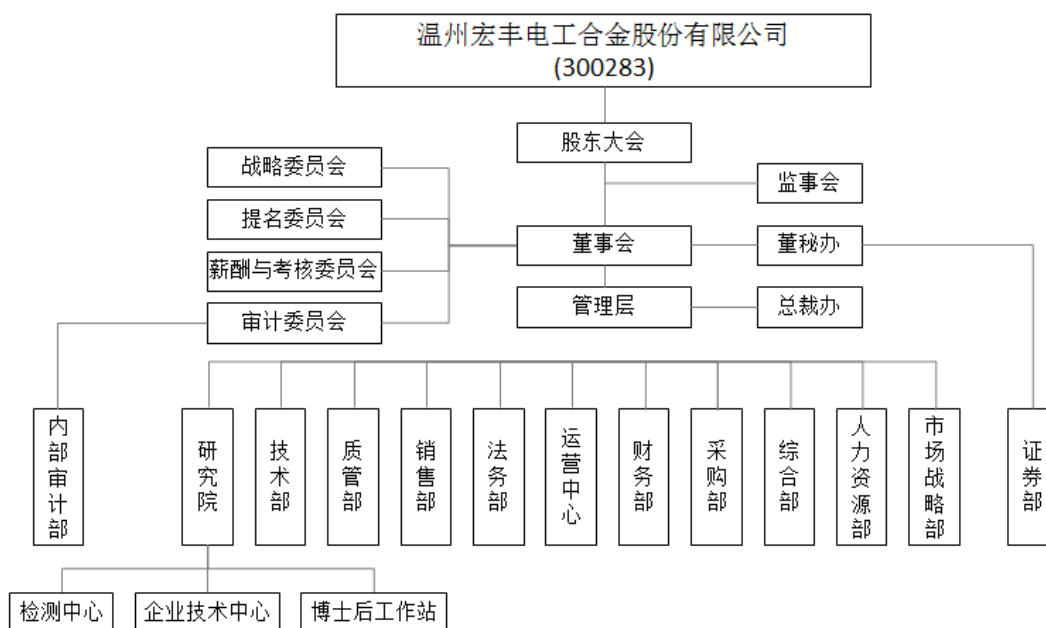 温州宏丰电工合金股份有限公司
(300283)
股东大会
战略委员会
监事会
提名委员会
董事会
董秘办
薪酬与考核委员会
管理层
总裁办
审计委员会
内部审计部
研究院
技术部
质管部
销售部
法务部
运营中心
财务部
采购部
综合部
人力资源部
市场战略部
证券部
检测中心
企业技术中心
博士后工作站